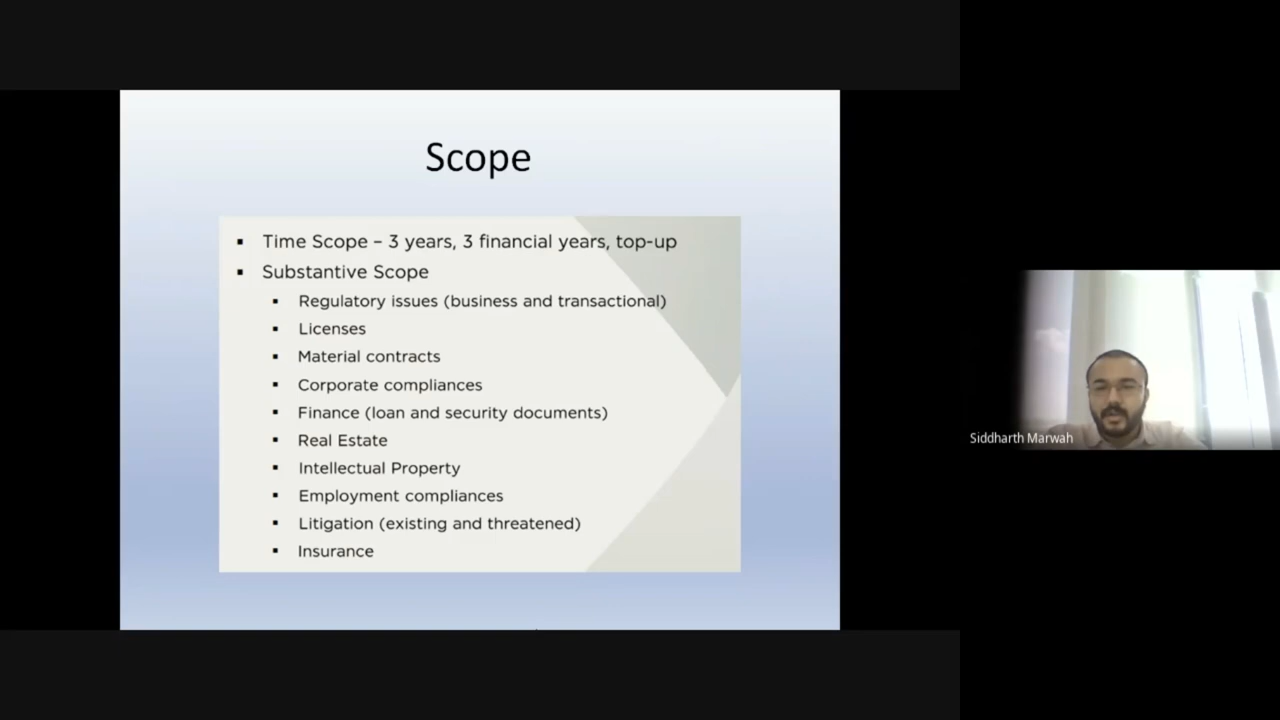 Scope
▪ Time Scope – 3 years, 3 financial years, top-up
▪ Substantive Scope
▪ Regulatory issues (business and transactional)
▪ Licenses
▪ Material contracts
▪ Corporate compliances
▪ Finance (loan and security documents)
▪ Real Estate
▪ Intellectual Property
▪ Employment compliances
▪ Litigation (existing and threatened)
▪ Insurance
Siddharth Marwah